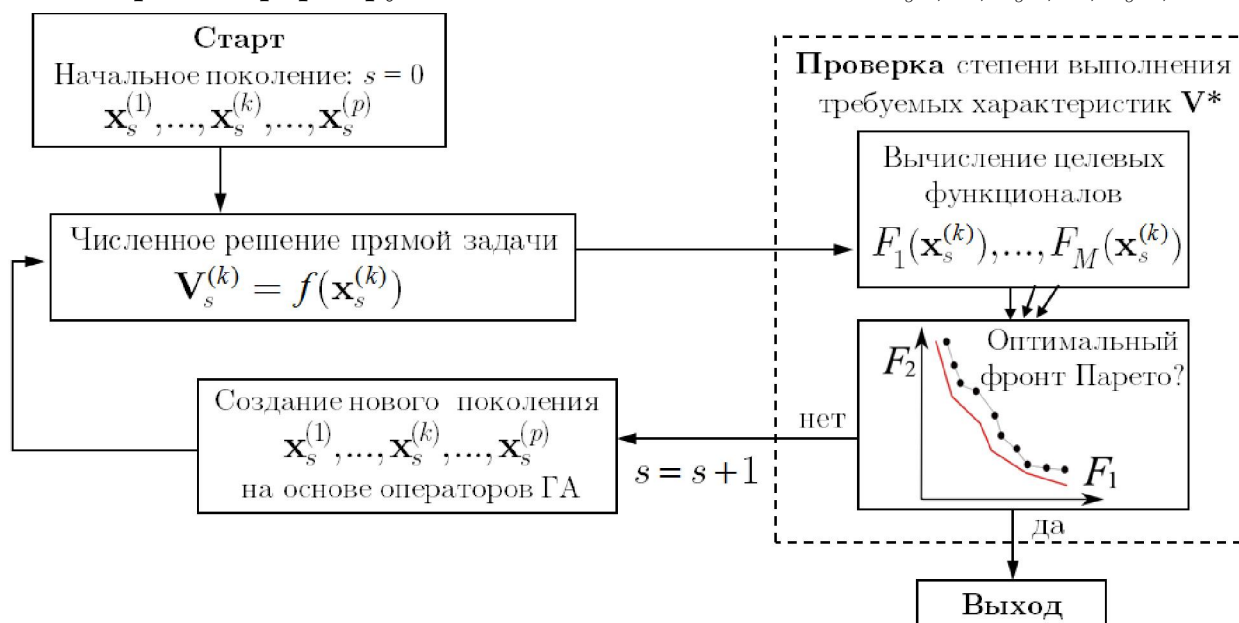 Старт
Начальное поколение: s = 0
x_s^(1),...,x_s^(k),...,x_s^(p)
Численное решение прямой задачи
V_s^(k) = f(x_s^(k))
Создание нового поколения
x_s^(1),...,x_s^(k),...,x_s^(p)
на основе операторов ГА
s = s+1
нет
Проверка степени выполнения
требуемых характеристик V*
Вычисление целевых
функционалов
F_1(x_s^(k)),...,F_M(x_s^(k))
Оптимальный
фронт Парето?
F_2
F_1
да
Выход